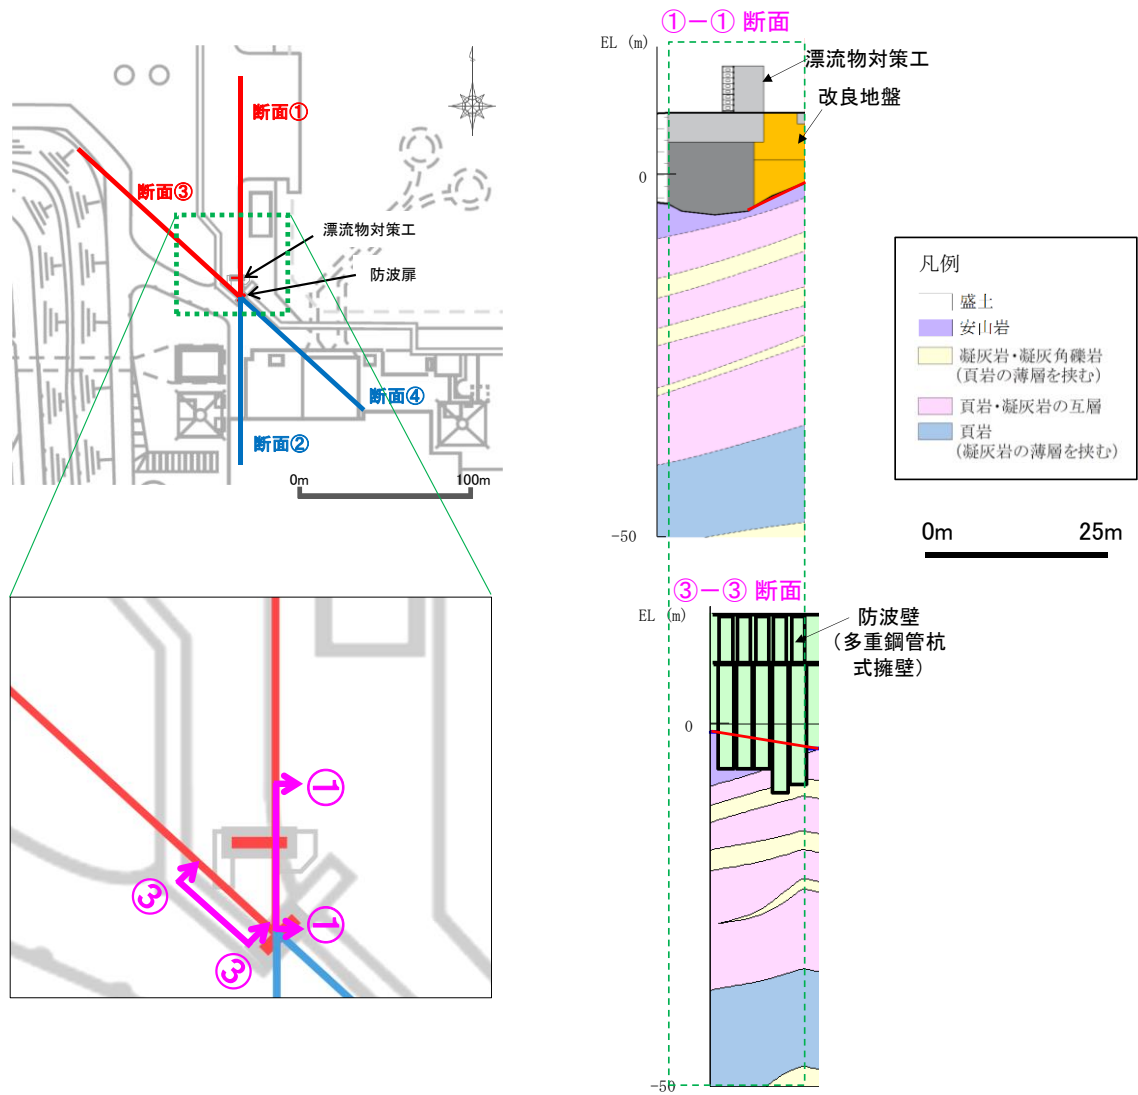 断面①
断面③
漂流物対策工
防波扉
断面④
断面②
0m
100m
①
③
①
③
①－① 断面
EL (m)
漂流物対策工
改良地盤
0
-50
凡例
盛土
安山岩
凝灰岩・凝灰角礫岩
(頁岩の薄層を挟む)
頁岩・凝灰岩の互層
頁岩
(凝灰岩の薄層を挟む)
0m
25m
③－③ 断面
EL (m)
防波壁
（多重鋼管杭
式擁壁）
0
-50